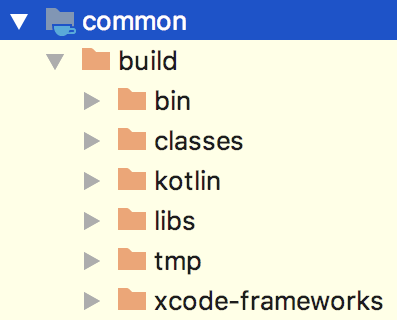 common
build
bin
classes
kotlin
libs
tmp
xcode-frameworks